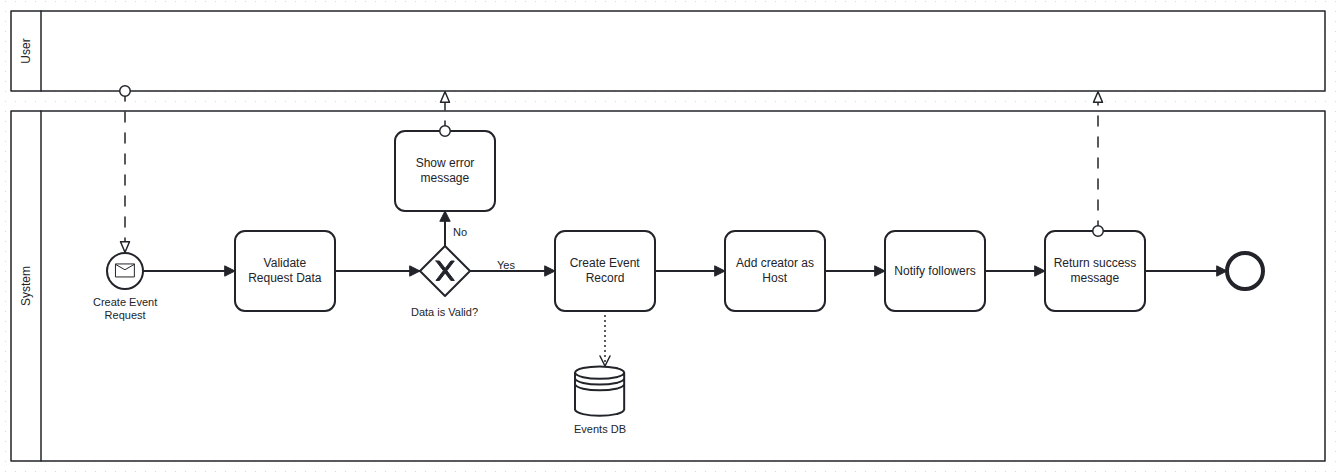 User
System
Create Event
Request
Validate
Request Data
Show error
message
No
Data is Valid?
Yes
Create Event
Record
Events DB
Add creator as
Host
Notify followers
Return success
message